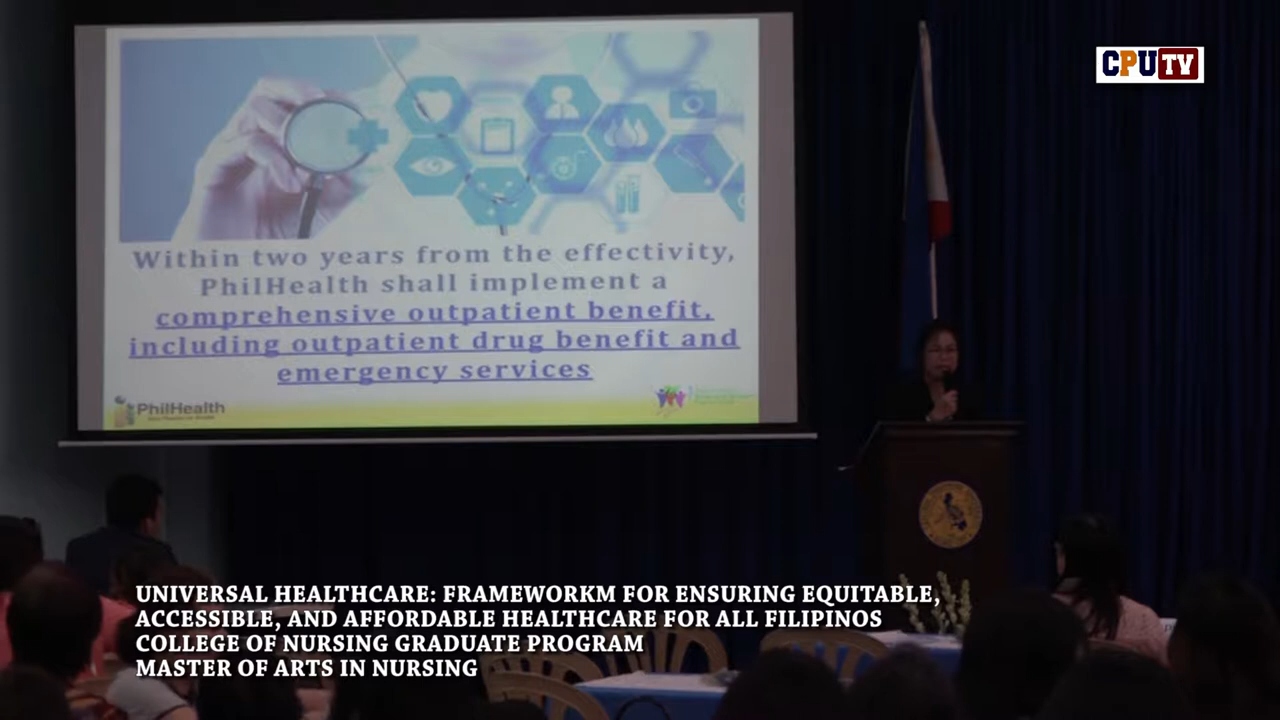 CPUTV
Within two years from the effectivity,
PhilHealth shall implement a
comprehensive outpatient benefit,
including outpatient drug benefit and
emergency services
PhilHealth
UNIVERSAL HEALTHCARE: FRAMEWORKM FOR ENSURING EQUITABLE,
ACCESSIBLE, AND AFFORDABLE HEALTHCARE FOR ALL FILIPINOS
COLLEGE OF NURSING GRADUATE PROGRAM
MASTER OF ARTS IN NURSING